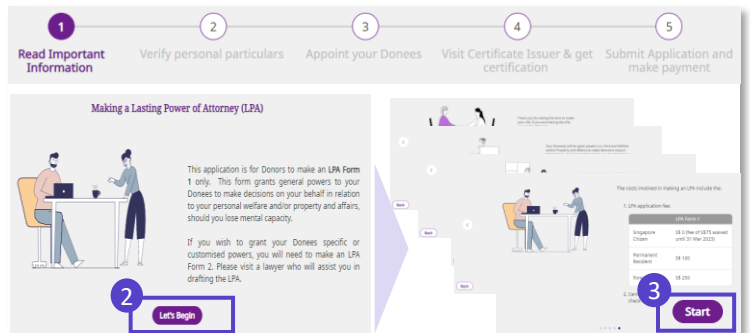 1
2
3
4
5
Read Important
Information
Verify personal particulars
Appoint your Donees
Visit Certificate Issuer & get
certification
Submit Application and
make payment
Making a Lasting Power of Attorney (LPA)
This application is for Donors to make an LPA Form
1 only. This form grants general powers to your
Donees to make decisions on your behalf in relation
to your personal welfare and/or property and affairs,
should you lose mental capacity.
If you wish to grant your Donees specific or
customised powers, you will need to make an LPA
Form 2. Please visit a lawyer who will assist you in
drafting the LPA.
2
Let's Begin
Back
Back
Back
The costs involved in making an LPA include the:
1. LPA application fee
LPA Form 1
Singapore
Citizen
S$ 0 (fee of S$75 waived
until 31 Mar 2023)
Permanent
Resident
S$ 100
S$ 250
2.
3
Start